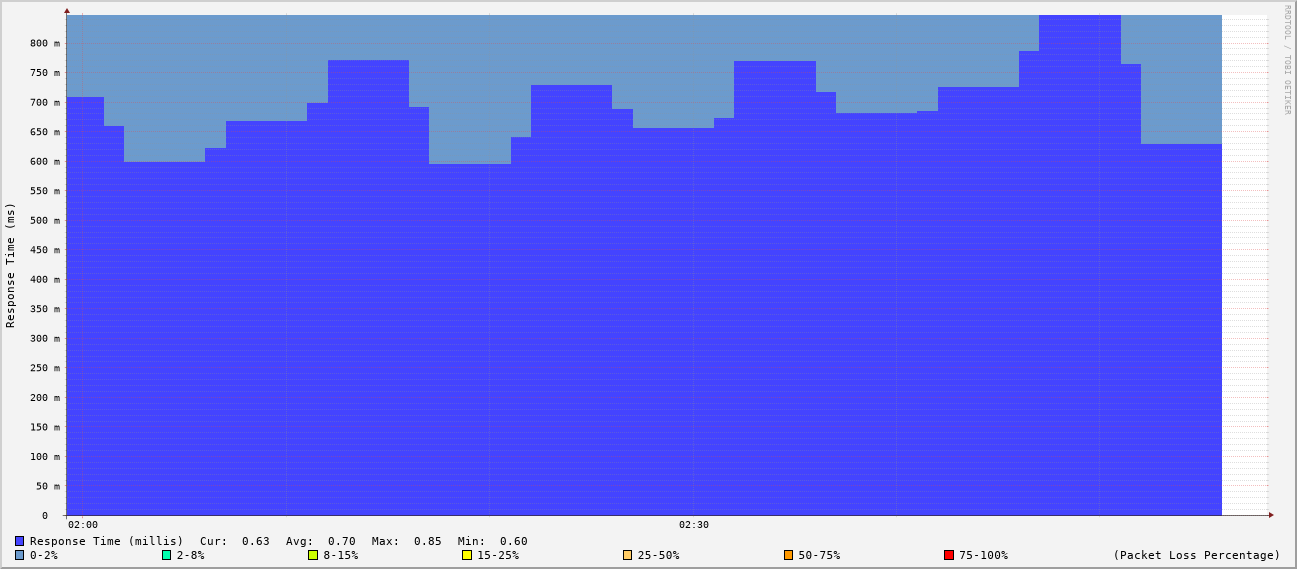 RRDTOOL / TOBI OETIKER
Response Time (ms)
800 m
750 m
700 m
650 m
600 m
550 m
500 m
450 m
400 m
350 m
300 m
250 m
200 m
150 m
100 m
50 m
0
02:00 02:30
Response Time (millis) Cur: 0.63 Avg: 0.70 Max: 0.85 Min: 0.60
0-2% 2-8% 8-15% 15-25% 25-50% 50-75% 75-100% (Packet Loss Percentage)